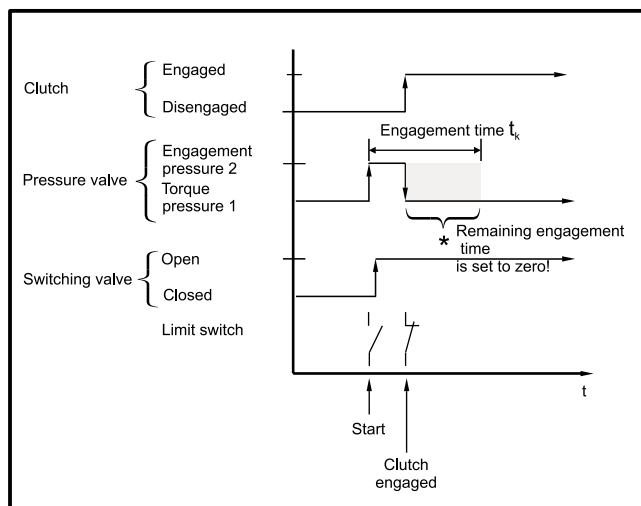 Clutch
Engaged
Disengaged
Engagement time tk
Pressure valve
Engagement
pressure 2
Torque
pressure 1
* Remaining engagement
time
is set to zero!
Switching valve
Open
Closed
Limit switch
t
Start
Clutch
engaged